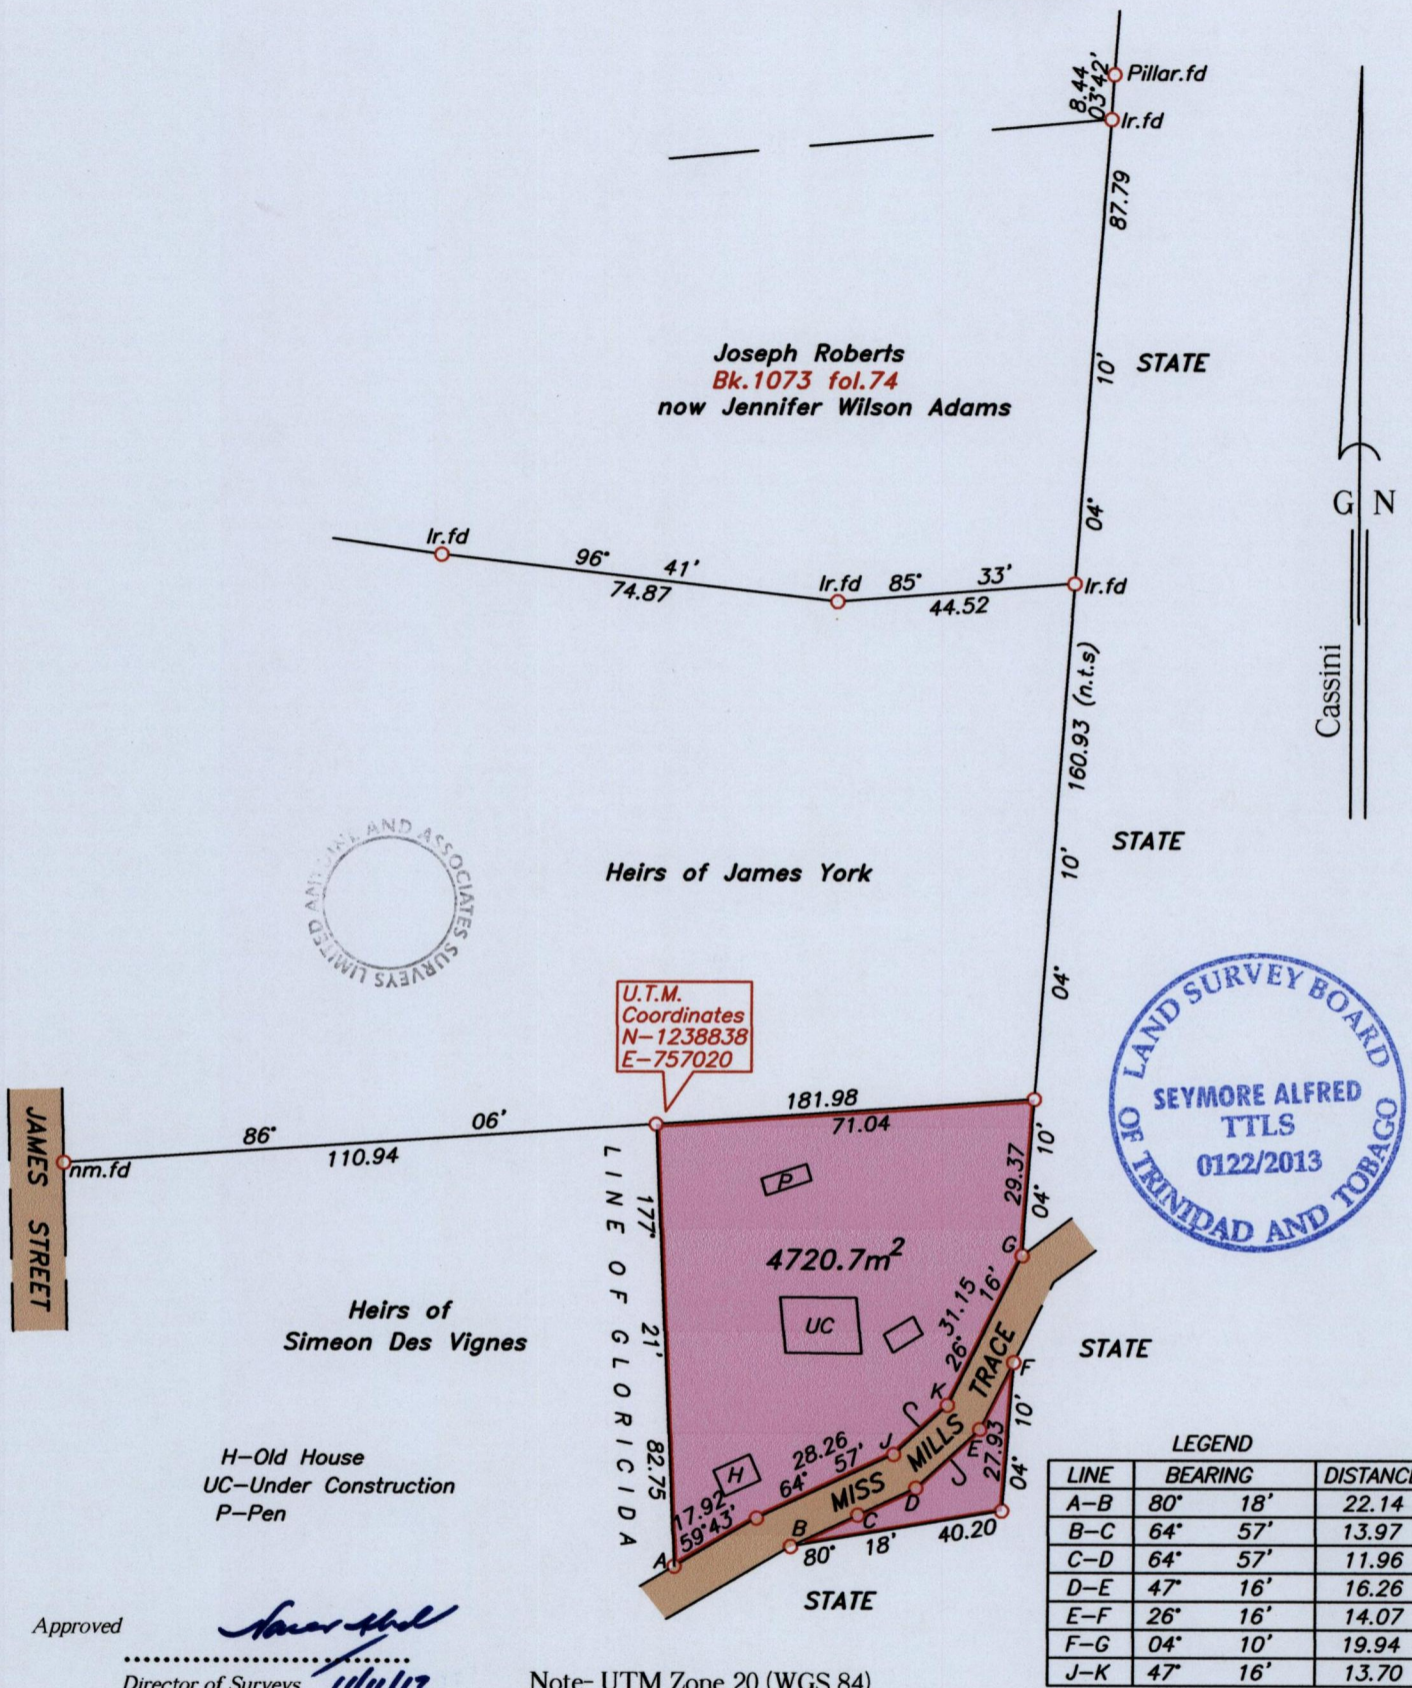 8.44
03°42'
Pillar.fd
Ir.fd
87.79
10'
04°
STATE
Joseph Roberts
Bk.1073 fol.74
now Jennifer Wilson Adams
G N
Cassini
Ir.fd
96° 41'
74.87
Ir.fd
85° 33'
44.52
Ir.fd
160.93 (n.t.s)
10'
04°
STATE
Heirs of James York
ANTOINE AND ASSOCIATES SURVEYS LIMITED
U.T.M.
Coordinates
N-1238838
E-757020
LAND SURVEY BOARD
OF TRINIDAD AND TOBAGO
SEYMORE ALFRED
TTLS
0122/2013
JAMES STREET
nm.fd
86° 06'
110.94
181.98
71.04
10'
29.37
04°
LINE OF GLORICIDA
177° 21'
82.75
P
4720.7m²
UC
G
31.15
26° 16'
K
J
28.26
64° 57'
H
17.92
59°43'
A
MISS MILLS TRACE
B
C
D
E
F
10'
27.93
04°
80° 18'
40.20
STATE
STATE
Heirs of
Simeon Des Vignes
H-Old House
UC-Under Construction
P-Pen
LEGEND
LINE BEARING DISTANCE
A-B 80° 18' 22.14
B-C 64° 57' 13.97
C-D 64° 57' 11.96
D-E 47° 16' 16.26
E-F 26° 16' 14.07
F-G 04° 10' 19.94
J-K 47° 16' 13.70
Approved
Director of Surveys
Note- UTM Zone 20 (WGS 84)